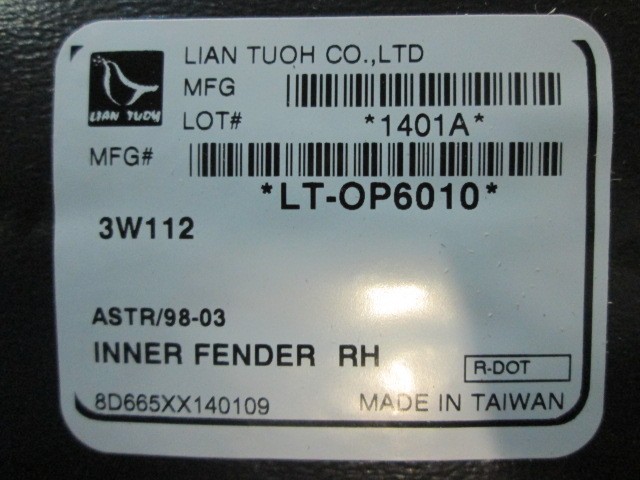 LIAN TUOH CO.,LTD
LIAN TUOH
MFG
LOT#
*1401A*
MFG#
*LT-OP6010*
3W112
ASTR/98-03
INNER FENDER RH
R-DOT
8D665XX140109
MADE IN TAIWAN